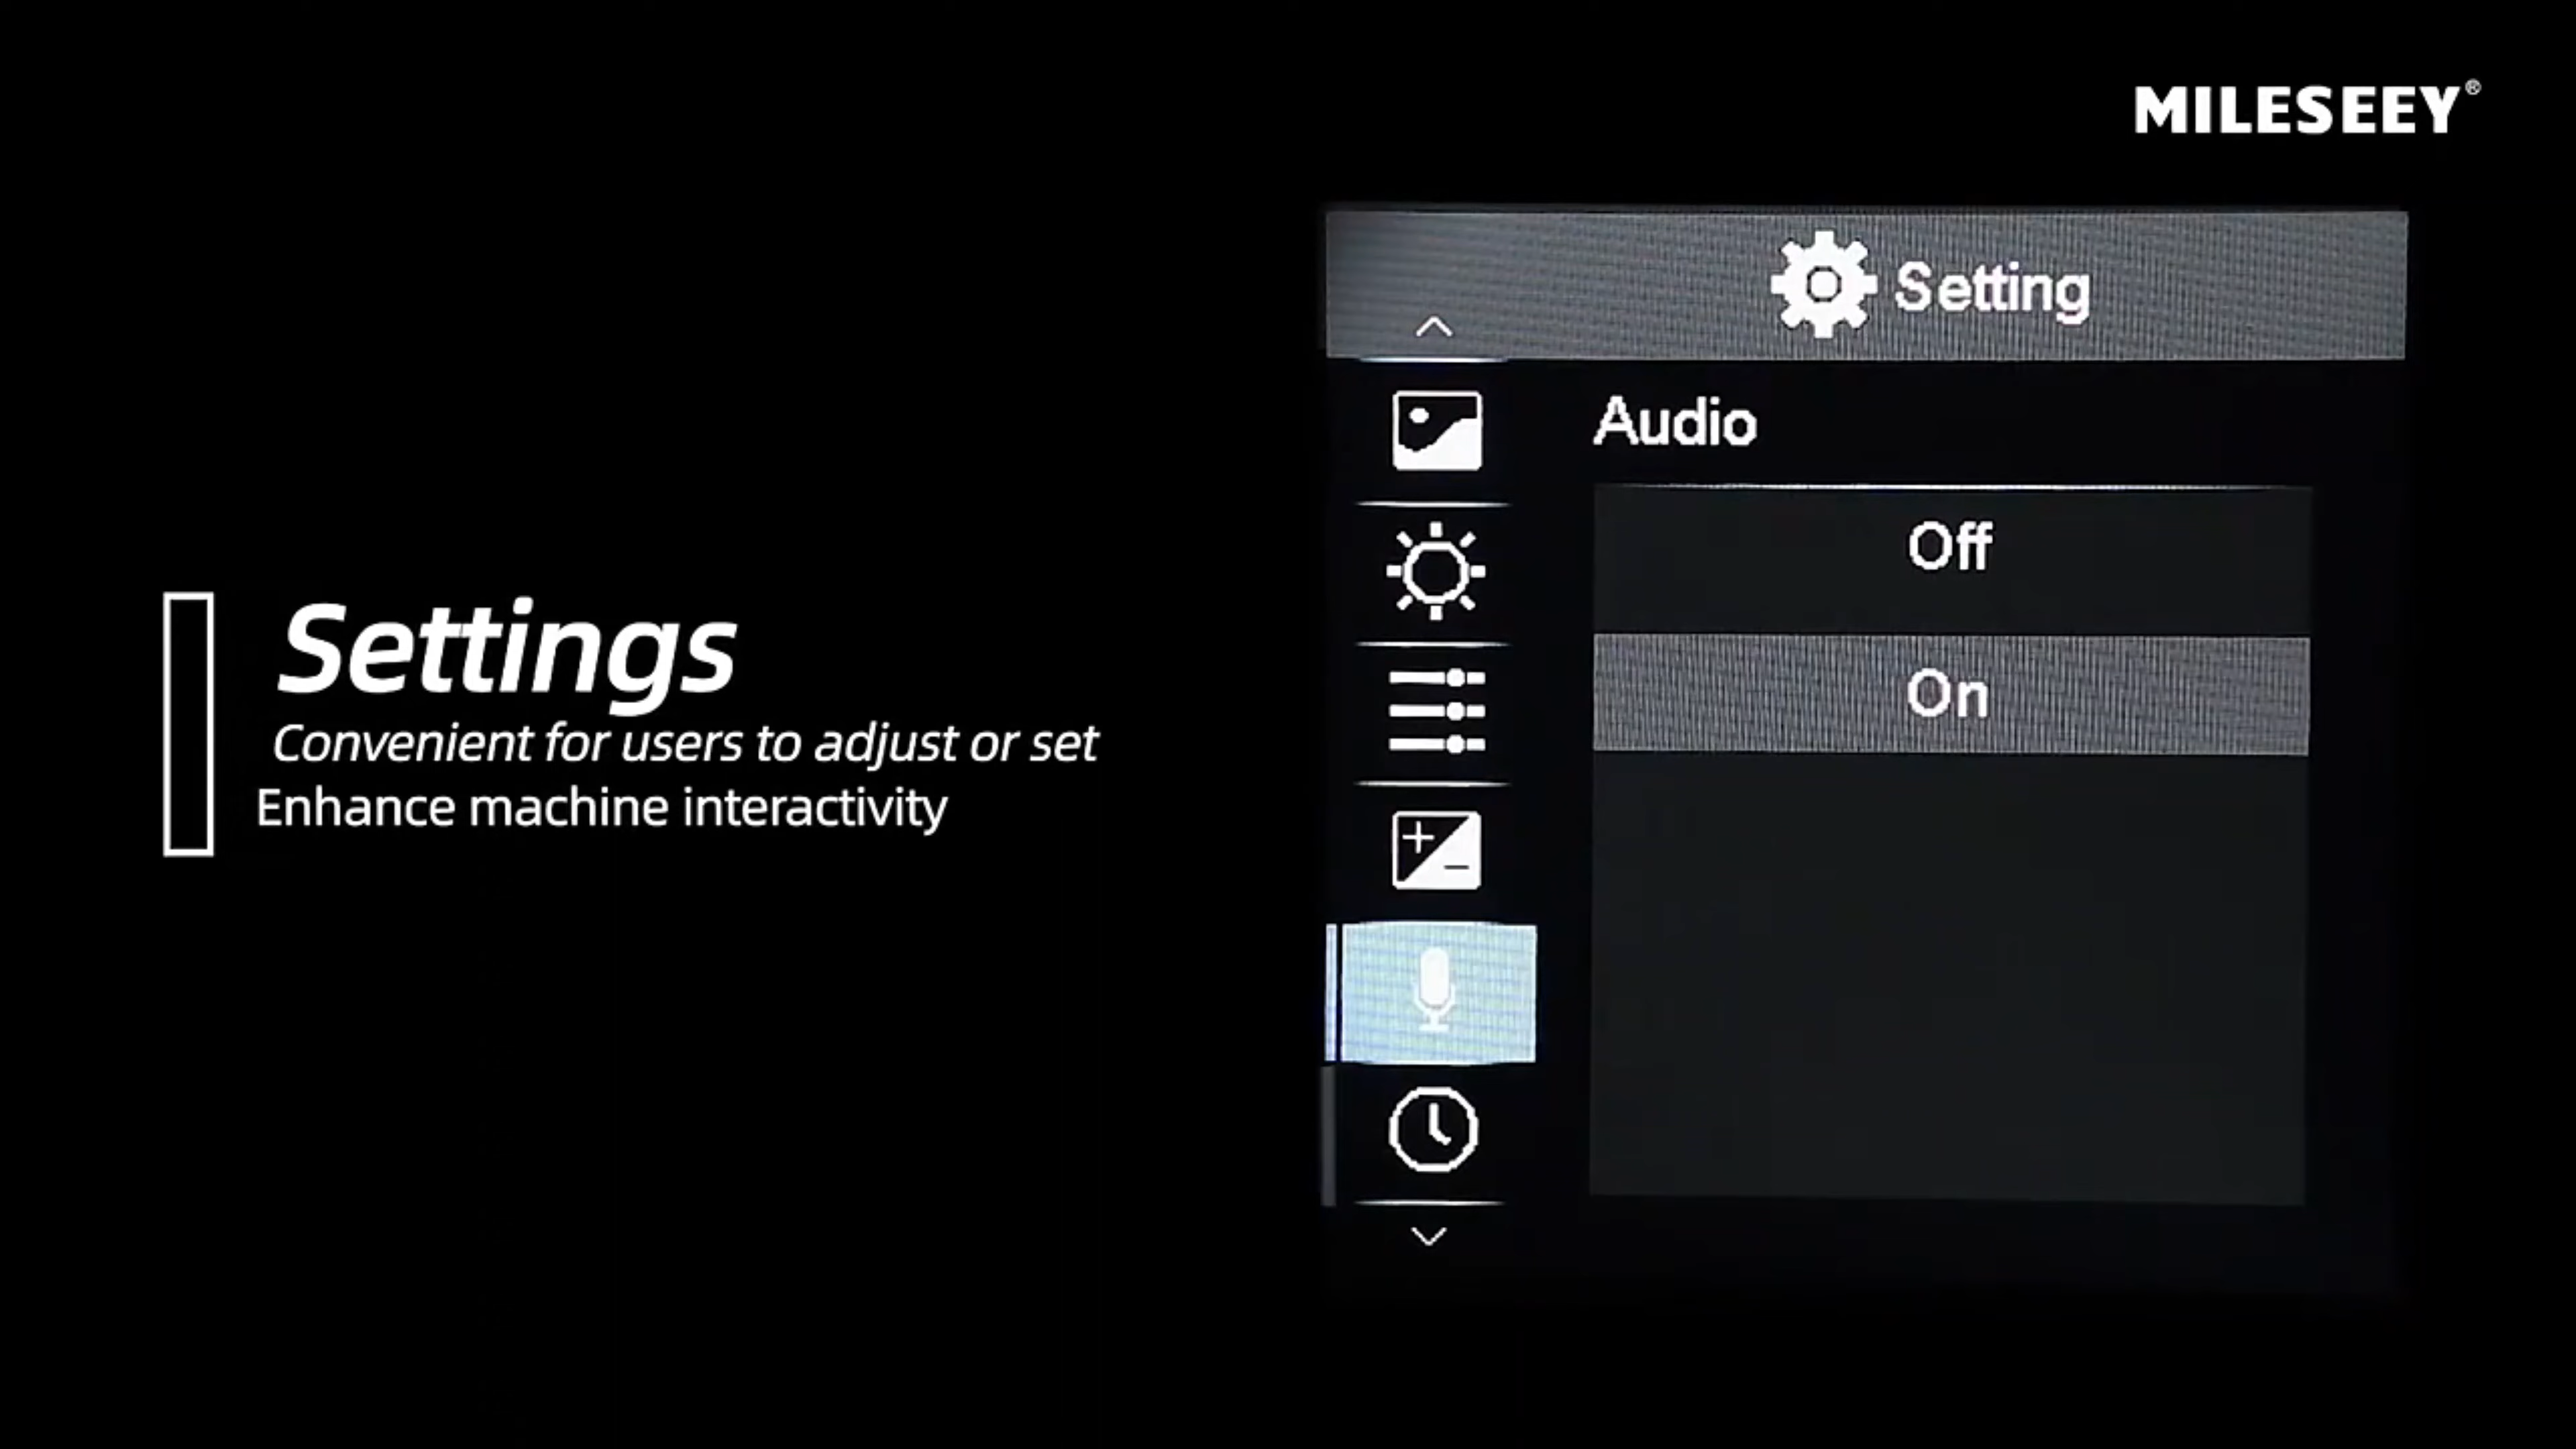 MILESEEY®
Setting
Audio
Off
On
Settings
Convenient for users to adjust or set
Enhance machine interactivity